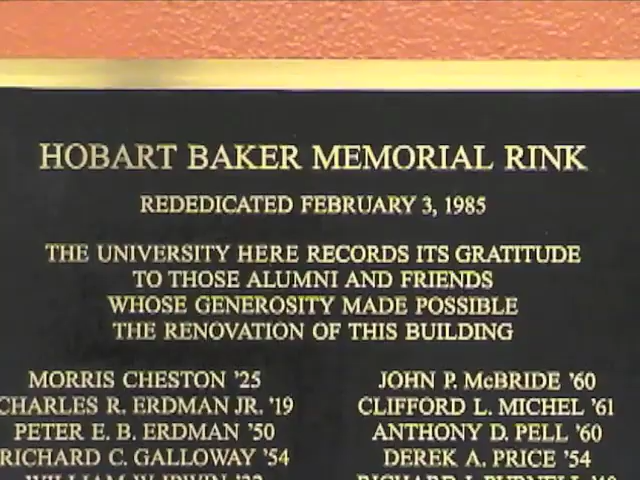 HOBART BAKER MEMORIAL RINK
REDEDICATED FEBRUARY 3, 1985
THE UNIVERSITY HERE RECORDS ITS GRATITUDE
TO THOSE ALUMNI AND FRIENDS
WHOSE GENEROSITY MADE POSSIBLE
THE RENOVATION OF THIS BUILDING
MORRIS CHESTON '25
CHARLES R. ERDMAN JR. '19
PETER E. B. ERDMAN '50
RICHARD C. GALLOWAY '54
JOHN P. McBRIDE '60
CLIFFORD L. MICHEL '61
ANTHONY D. PELL '60
DEREK A. PRICE '54